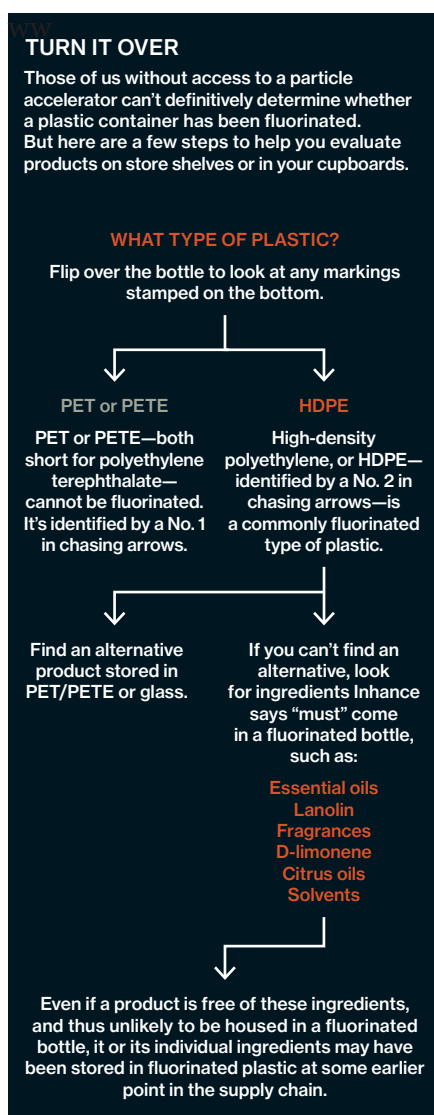 ww
TURN IT OVER
Those of us without access to a particle
accelerator can’t definitively determine whether
a plastic container has been fluorinated.
But here are a few steps to help you evaluate
products on store shelves or in your cupboards.
WHAT TYPE OF PLASTIC?
Flip over the bottle to look at any markings
stamped on the bottom.
PET or PETE
PET or PETE—both
short for polyethylene
terephthalate—
cannot be fluorinated.
It’s identified by a No. 1
in chasing arrows.
HDPE
High-density
polyethylene, or HDPE—
identified by a No. 2 in
chasing arrows—is
a commonly fluorinated
type of plastic.
Find an alternative
product stored in
PET/PETE or glass.
If you can’t find an
alternative, look
for ingredients Inhance
says “must” come
in a fluorinated bottle,
such as:
Essential oils
Lanolin
Fragrances
D-limonene
Citrus oils
Solvents
Even if a product is free of these ingredients,
and thus unlikely to be housed in a fluorinated
bottle, it or its individual ingredients may have
been stored in fluorinated plastic at some earlier
point in the supply chain.